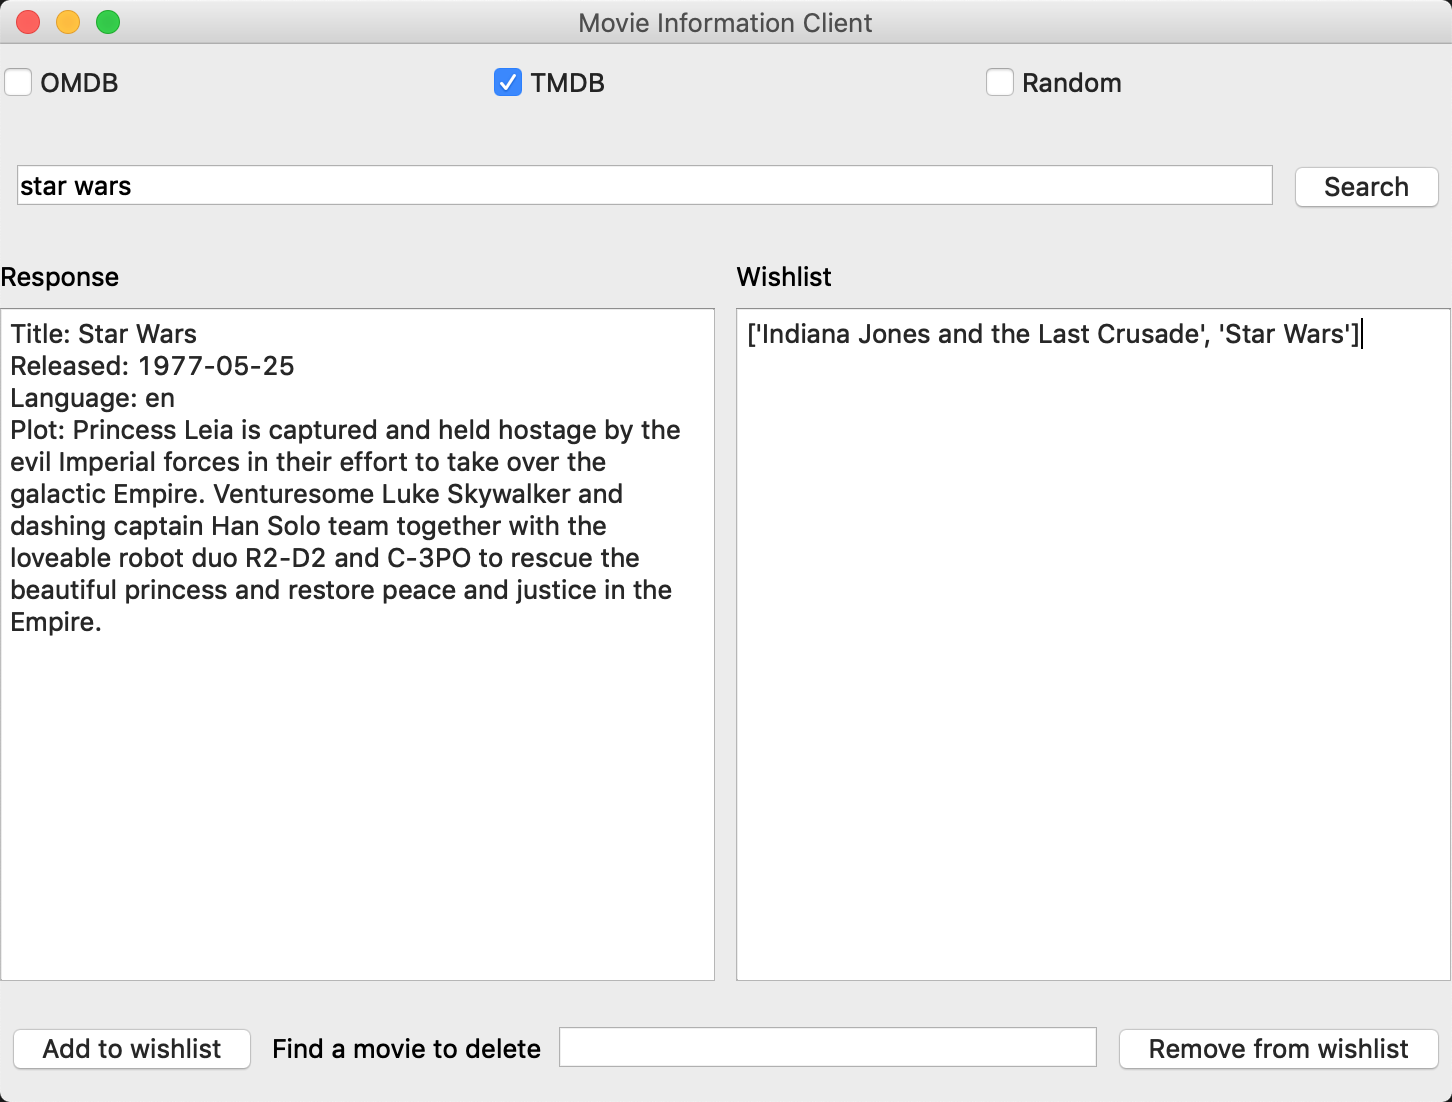 Movie Information Client
OMDB
TMDB
Random
star wars
Search
Response
Wishlist
Title: Star Wars
Released: 1977-05-25
Language: en
Plot: Princess Leia is captured and held hostage by the
evil Imperial forces in their effort to take over the
galactic Empire. Venturesome Luke Skywalker and
dashing captain Han Solo team together with the
loveable robot duo R2-D2 and C-3PO to rescue the
beautiful princess and restore peace and justice in the
Empire.
['Indiana Jones and the Last Crusade', 'Star Wars']
Add to wishlist
Find a movie to delete
Remove from wishlist